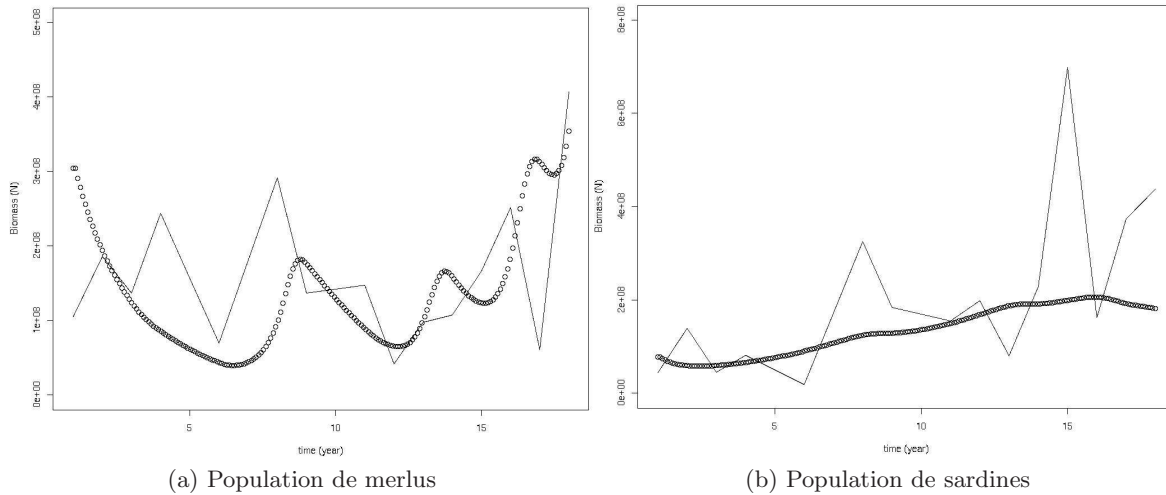 5e+08
4e+08
3e+08
2e+08
1e+08
0e+00
Biomass (N)
5
10
15
time (year)
(a) Population de merlus
8e+08
6e+08
4e+08
2e+08
0e+00
Biomass (N)
5
10
15
time (year)
(b) Population de sardines